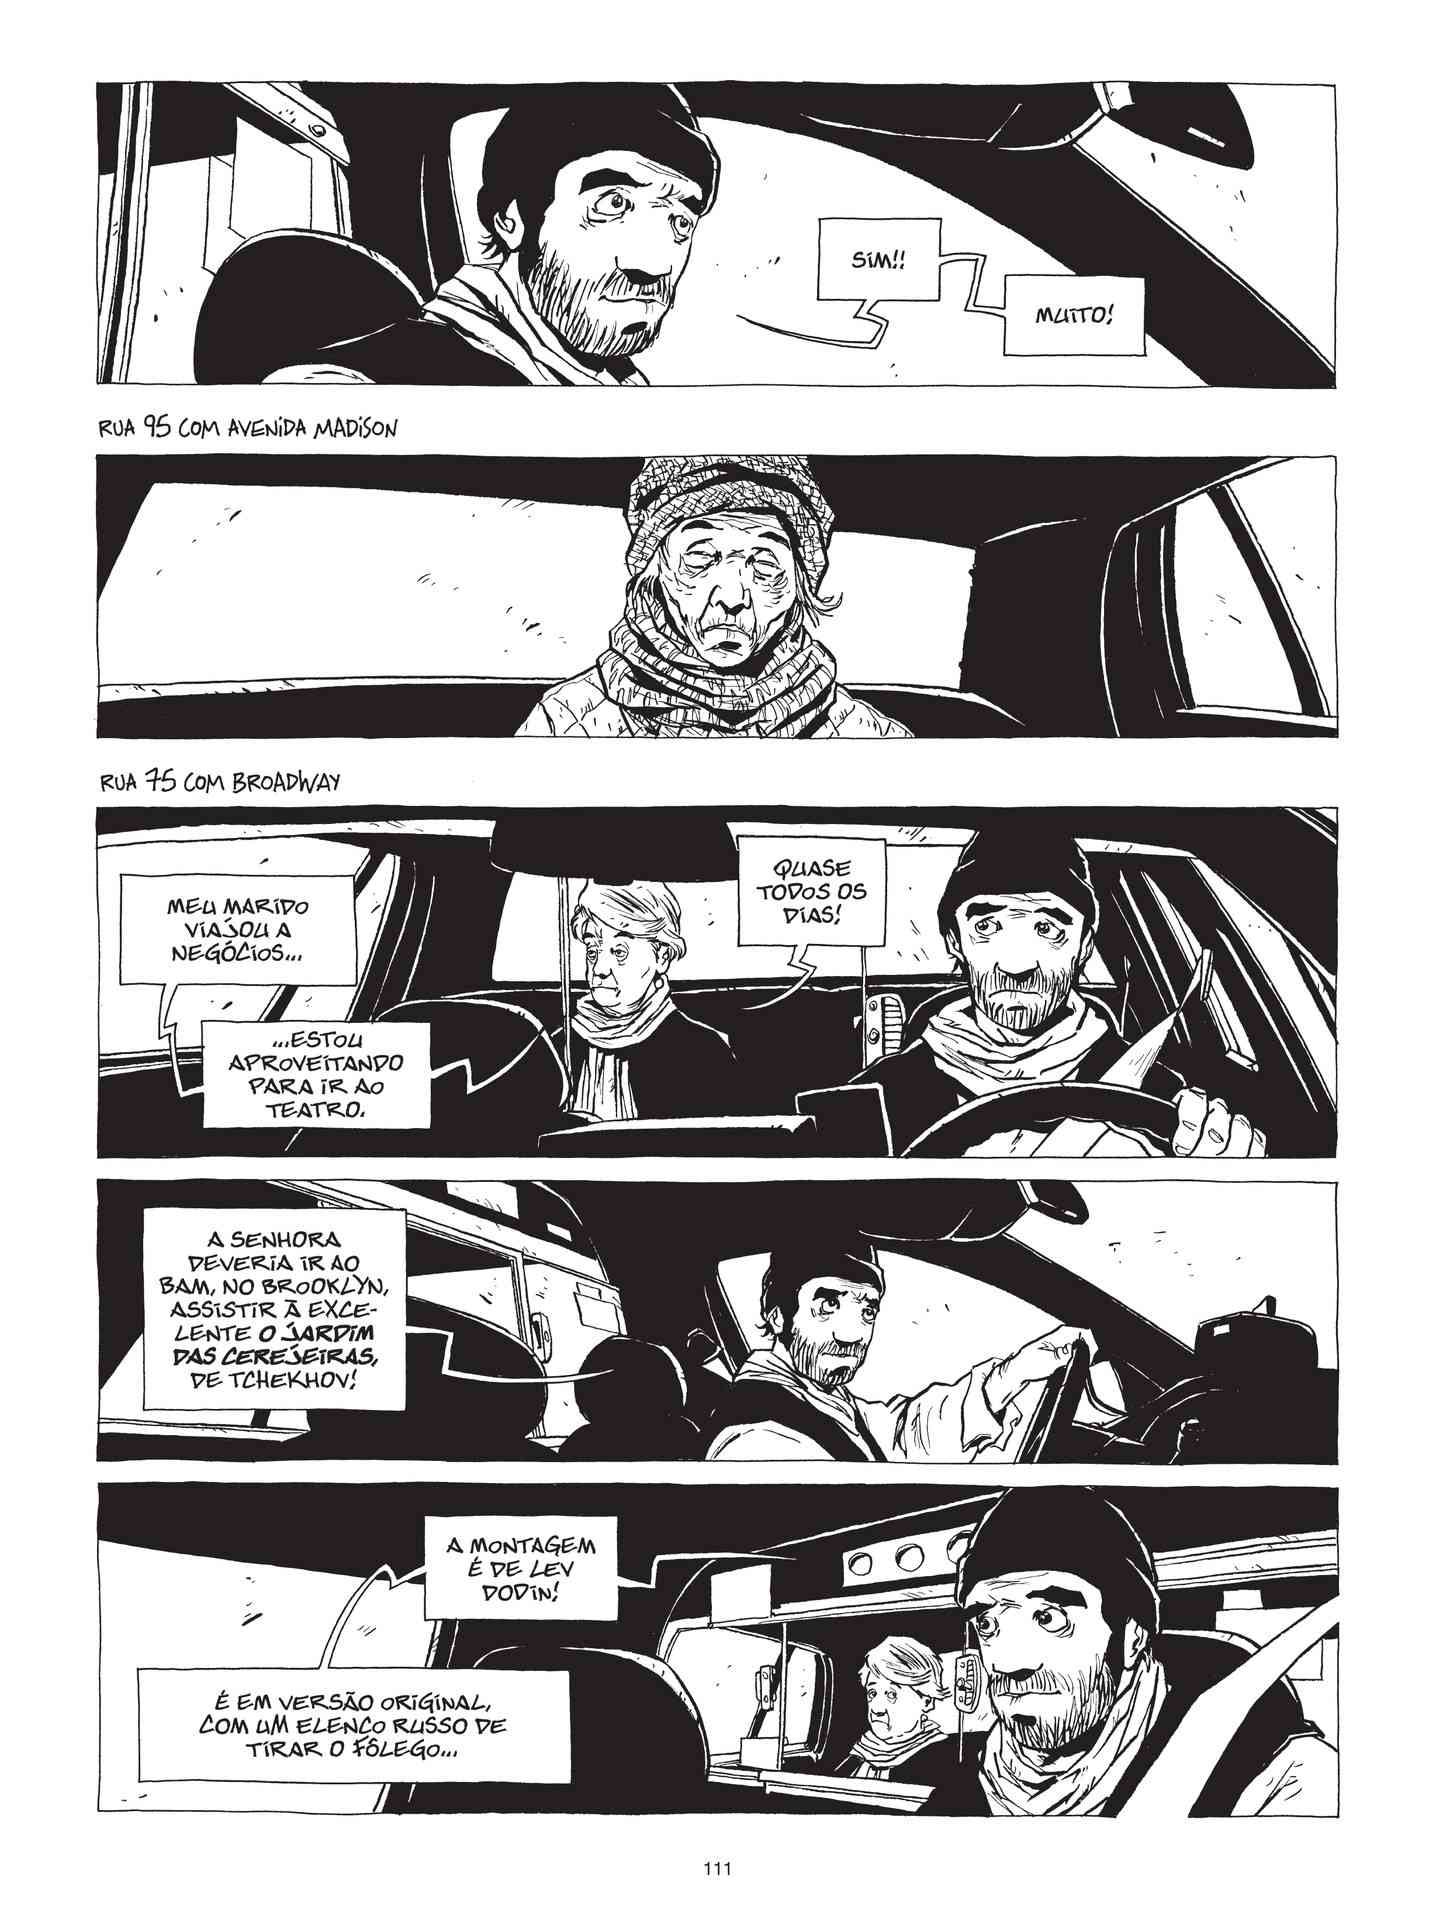 SIM!!
MUITO!
RUA 95 COM AVENIDA MADISON
RUA 75 COM BROADWAY
MEU MARIDO
VIAJOU A
NEGÓCIOS...
...ESTOU
APROVEITANDO
PARA IR AO
TEATRO.
QUASE
TODOS OS
DIAS!
A SENHORA
DEVERIA IR AO
BAM, NO BROOKLYN,
ASSISTIR À EXCE-
LENTE O JARDIM
DAS CEREJEIRAS,
DE TCHEKHOV!
A MONTAGEM
É DE LEV
DODIN!
É EM VERSÃO ORIGINAL,
COM UM ELENCO RUSSO DE
TIRAR O FÔLEGO...
111